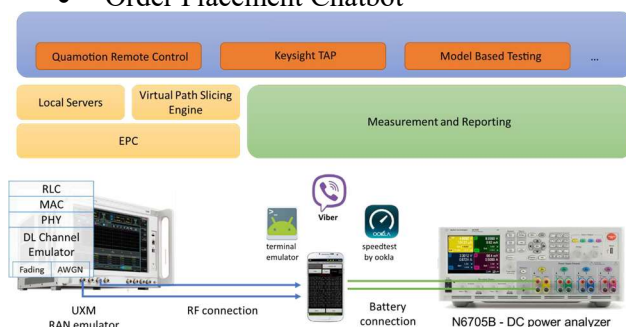 Order Placement Chatbot
Quamotion Remote Control
Keysight TAP
Model Based Testing
...
Local Servers
Virtual Path Slicing
Engine
EPC
Measurement and Reporting
RLC
MAC
PHY
DL Channel
Emulator
Fading
AWGN
terminal
emulator
Viber
speedtest
by ookla
OOKLA
UXM
RAN emulator
RF connection
Battery
connection
N6705B - DC power analyzer